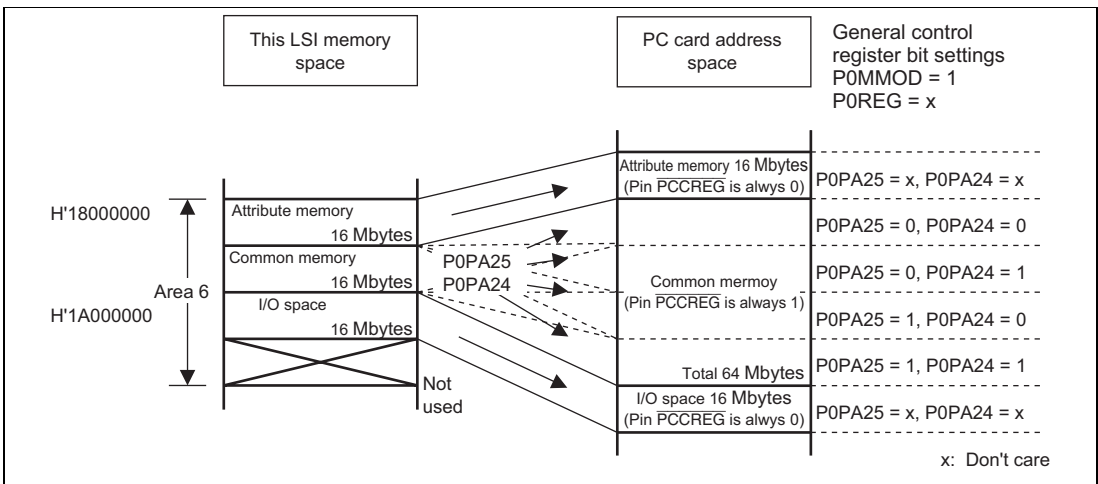 This LSI memory
space
PC card address
space
General control
register bit settings
P0MMOD = 1
P0REG = x
H'18000000
Area 6
H'1A000000
Attribute memory
16 Mbytes
Common memory
16 Mbytes
I/O space
16 Mbytes
Not
used
P0PA25
P0PA24
Attribute memory 16 Mbytes
(Pin PCCREG is alwys 0)
Common mermoy
(Pin PCCREG is always 1)
Total 64 Mbytes
I/O space 16 Mbytes
(Pin PCCREG is alwys 0)
P0PA25 = x, P0PA24 = x
P0PA25 = 0, P0PA24 = 0
P0PA25 = 0, P0PA24 = 1
P0PA25 = 1, P0PA24 = 0
P0PA25 = 1, P0PA24 = 1
P0PA25 = x, P0PA24 = x
x: Don't care